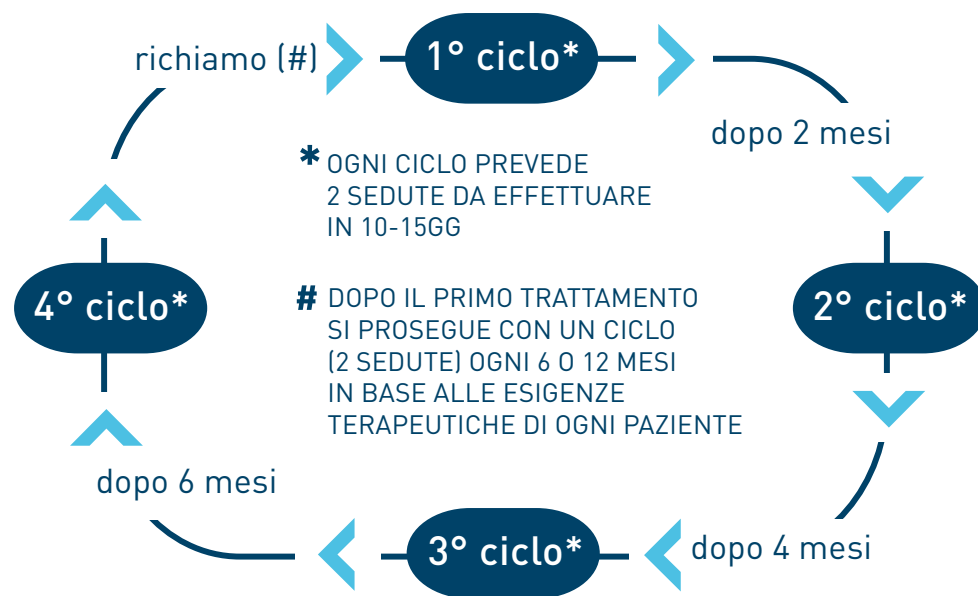 richiamo (#)
1° ciclo*
dopo 2 mesi
* OGNI CICLO PREVEDE
2 SEDUTE DA EFFETTUARE
IN 10-15GG
4° ciclo*
# DOPO IL PRIMO TRATTAMENTO
SI PROSEGUE CON UN CICLO
(2 SEDUTE) OGNI 6 O 12 MESI
IN BASE ALLE ESIGENZE
TERAPEUTICHE DI OGNI PAZIENTE
2° ciclo*
dopo 6 mesi
3° ciclo*
dopo 4 mesi